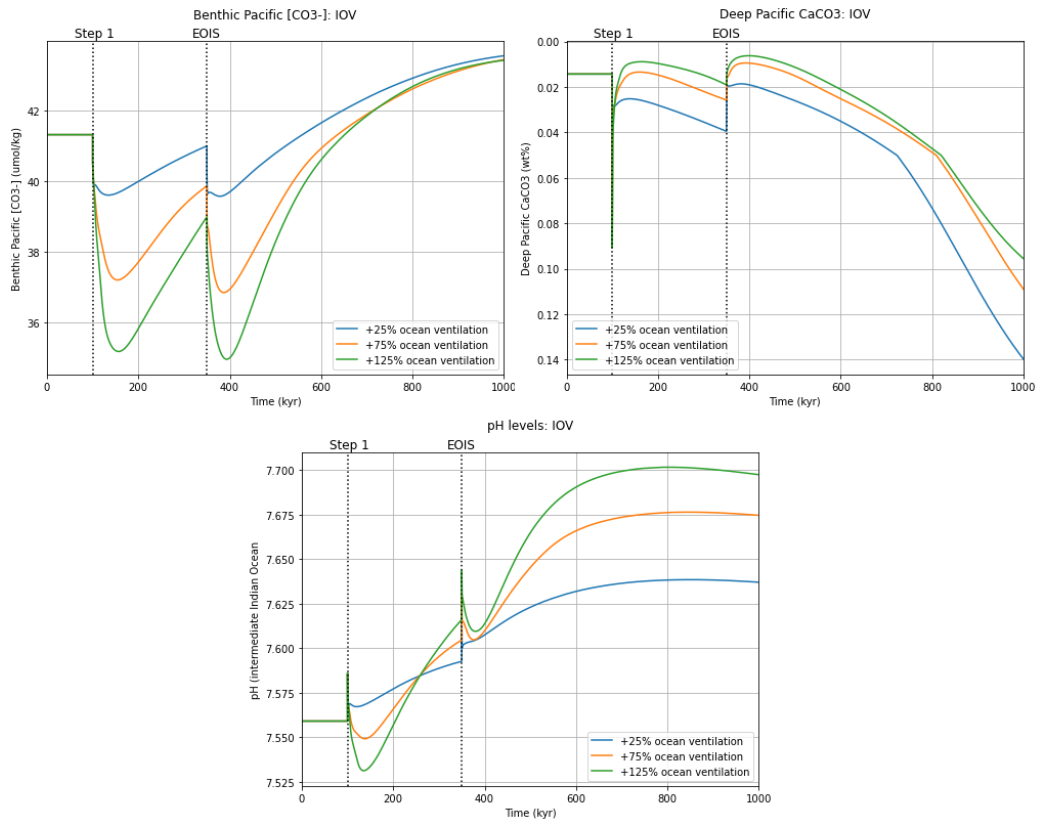 Benthic Pacific [CO3-]: IOV
Step 1
EOIS
42
40
38
36
Benthic Pacific [CO3-] (umol/kg)
+25% ocean ventilation
+75% ocean ventilation
+125% ocean ventilation
0
200
400
600
800
1000
Time (kyr)
Deep Pacific CaCO3: IOV
Step 1
EOIS
0.00
0.02
0.04
0.06
0.08
0.10
0.12
0.14
Deep Pacific CaCO3 (wt%)
+25% ocean ventilation
+75% ocean ventilation
+125% ocean ventilation
0
200
400
600
800
1000
Time (kyr)
pH levels: IOV
Step 1
EOIS
7.700
7.675
7.650
7.625
7.600
7.575
7.550
7.525
pH (intermediate Indian Ocean
+25% ocean ventilation
+75% ocean ventilation
+125% ocean ventilation
0
200
400
600
800
1000
Time (kyr)